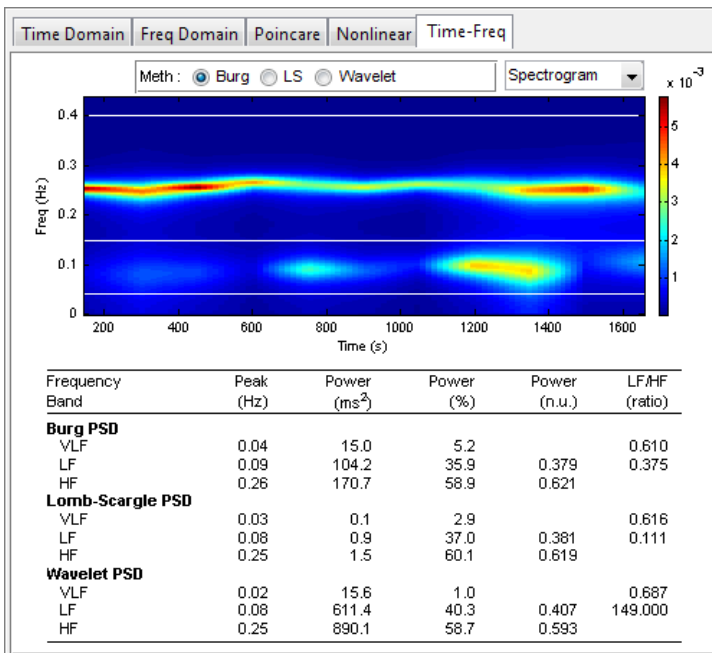 Time Domain Freq Domain Poincare Nonlinear Time-Freq
Meth : Burg LS Wavelet Spectrogram
x 10⁻³
0.4
0.3
0.2
0.1
0
Freq (Hz)
5
4
3
2
1
200 400 600 800 1000 1200 1400 1600
Time (s)
Frequency Peak Power Power Power LF/HF
Band (Hz) (ms²) (%) (n.u.) (ratio)
Burg PSD
VLF 0.04 15.0 5.2 0.610
LF 0.09 104.2 35.9 0.379 0.375
HF 0.26 170.7 58.9 0.621
Lomb-Scargle PSD
VLF 0.03 0.1 2.9 0.616
LF 0.08 0.9 37.0 0.381 0.111
HF 0.25 1.5 60.1 0.619
Wavelet PSD
VLF 0.02 15.6 1.0 0.687
LF 0.08 611.4 40.3 0.407 149.000
HF 0.25 890.1 58.7 0.593